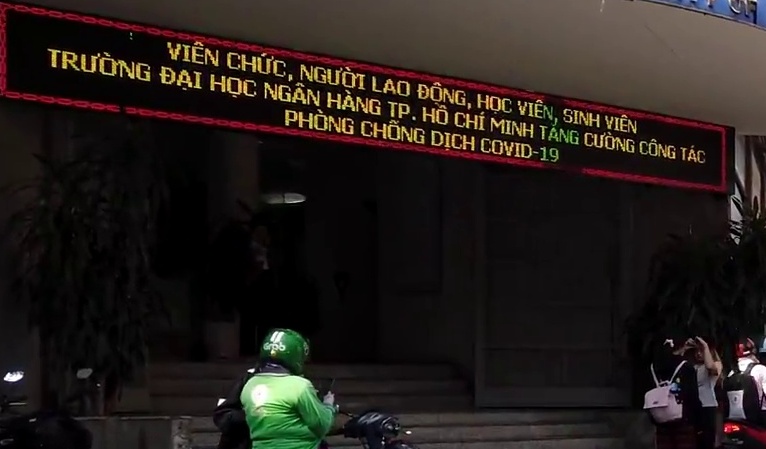 VIÊN CHỨC, NGƯỜI LAO ĐỘNG, HỌC VIÊN, SINH VIÊN
TRƯỜNG ĐẠI HỌC NGÂN HÀNG TP. HỒ CHÍ MINH TĂNG CƯỜNG CÔNG TÁC
PHÒNG CHỐNG DỊCH COVID-19
Grab